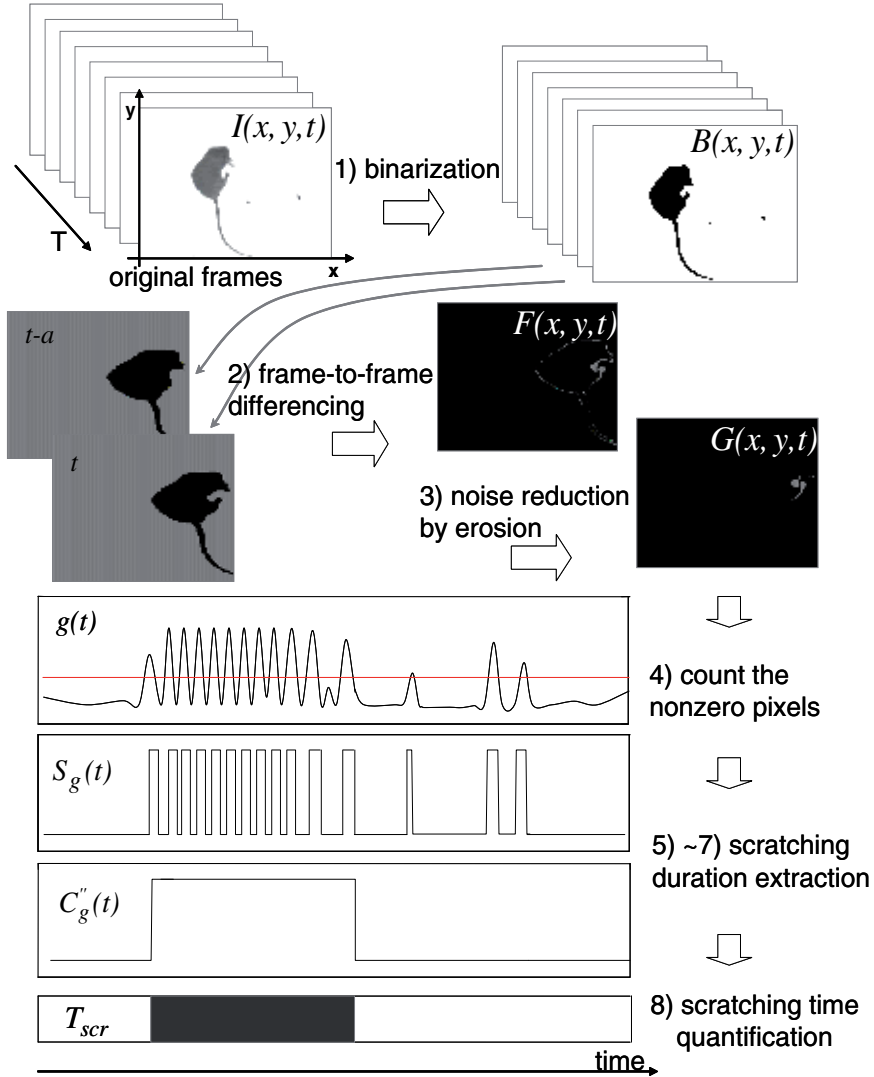 y
I(x, y,t)
B(x, y,t)
1) binarization
T
x
original frames
t-a
F(x, y,t)
2) frame-to-frame
differencing
G(x, y,t)
t
3) noise reduction
by erosion
g(t)
4) count the
nonzero pixels
S_g(t)
5) ~7) scratching
duration extraction
C''_g(t)
T_scr
8) scratching time
quantification
time